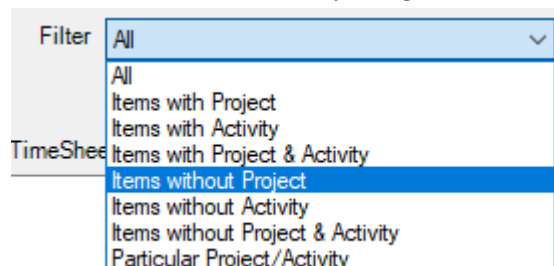 Filter All
All
Items with Project
Items with Activity
TimeShee Items with Project & Activity
Items without Project
Items without Activity
Items without Project & Activity
Particular Project/Activity